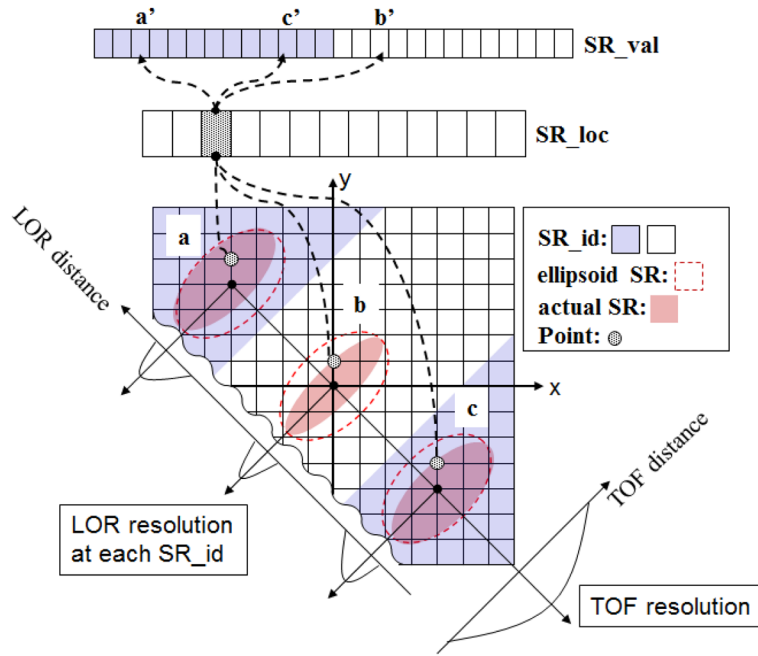 a’ c’ b’
SR_val
SR_loc
y
LOR distance
a
SR_id:
ellipsoid SR:
actual SR:
Point:
b
x
c
TOF distance
LOR resolution
at each SR_id
TOF resolution